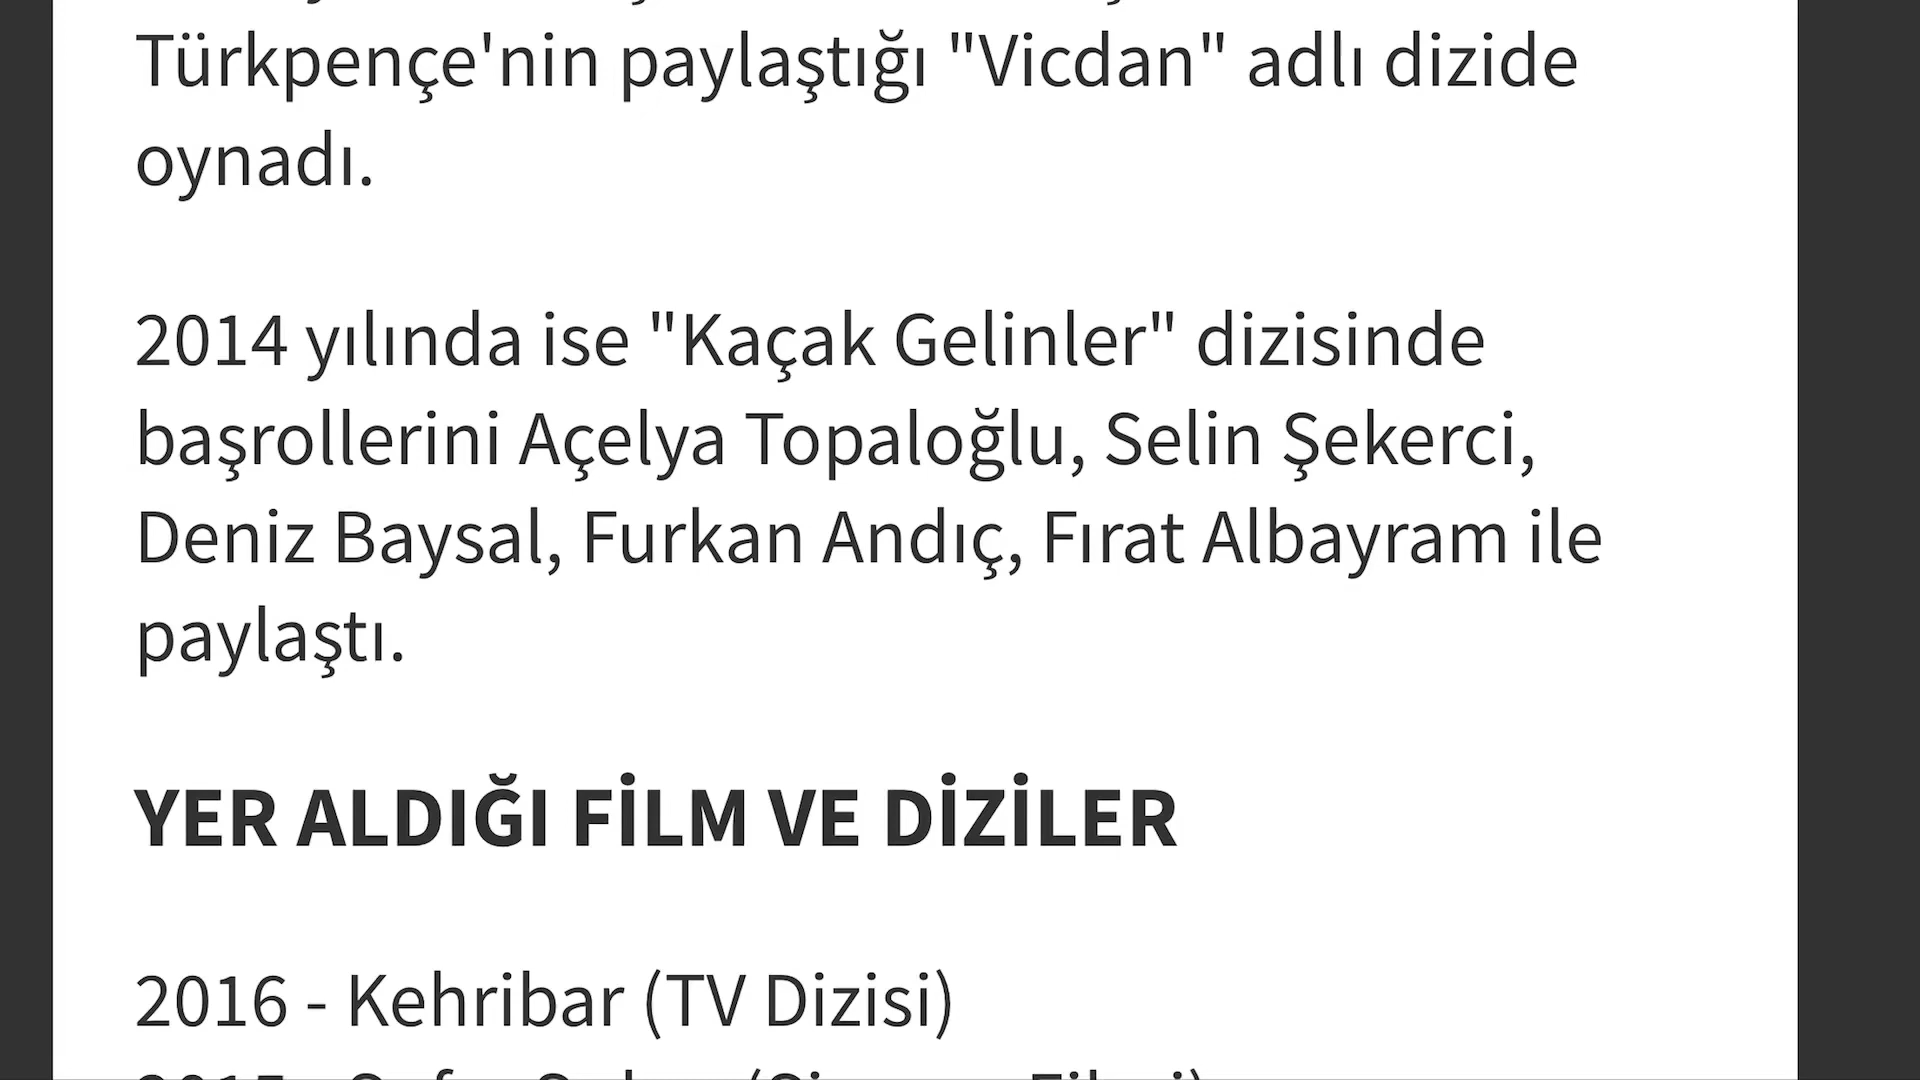 Türkpençe'nin paylaştığı "Vicdan" adlı dizide
oynadı.
2014 yılında ise "Kaçak Gelinler" dizisinde
başrollerini Açelya Topaloğlu, Selin Şekerci,
Deniz Baysal, Furkan Andıç, Fırat Albayram ile
paylaştı.
YER ALDIĞI FİLM VE DİZİLER
2016 - Kehribar (TV Dizisi)